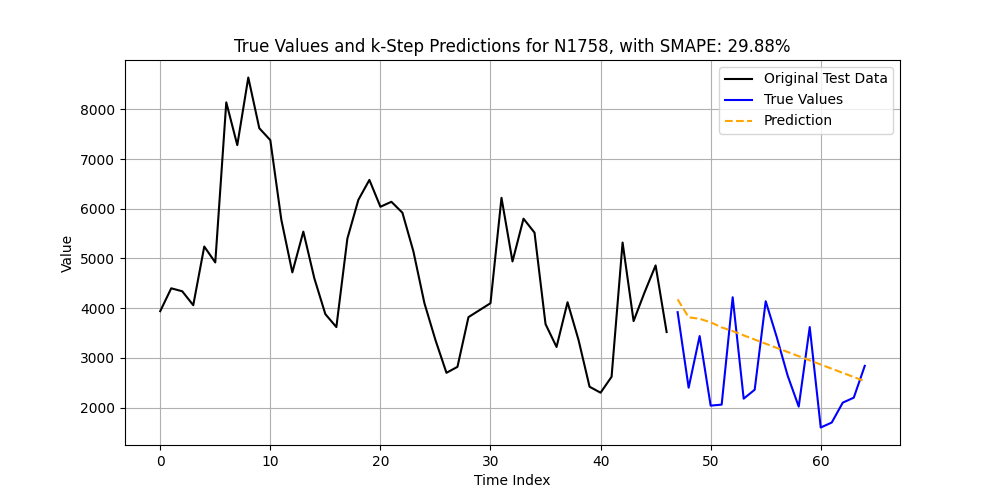 True Values and k-Step Predictions for N1758, with SMAPE: 29.88%
Original Test Data
True Values
Prediction
8000
7000
6000
5000
4000
3000
2000
Value
0 10 20 30 40 50 60
Time Index